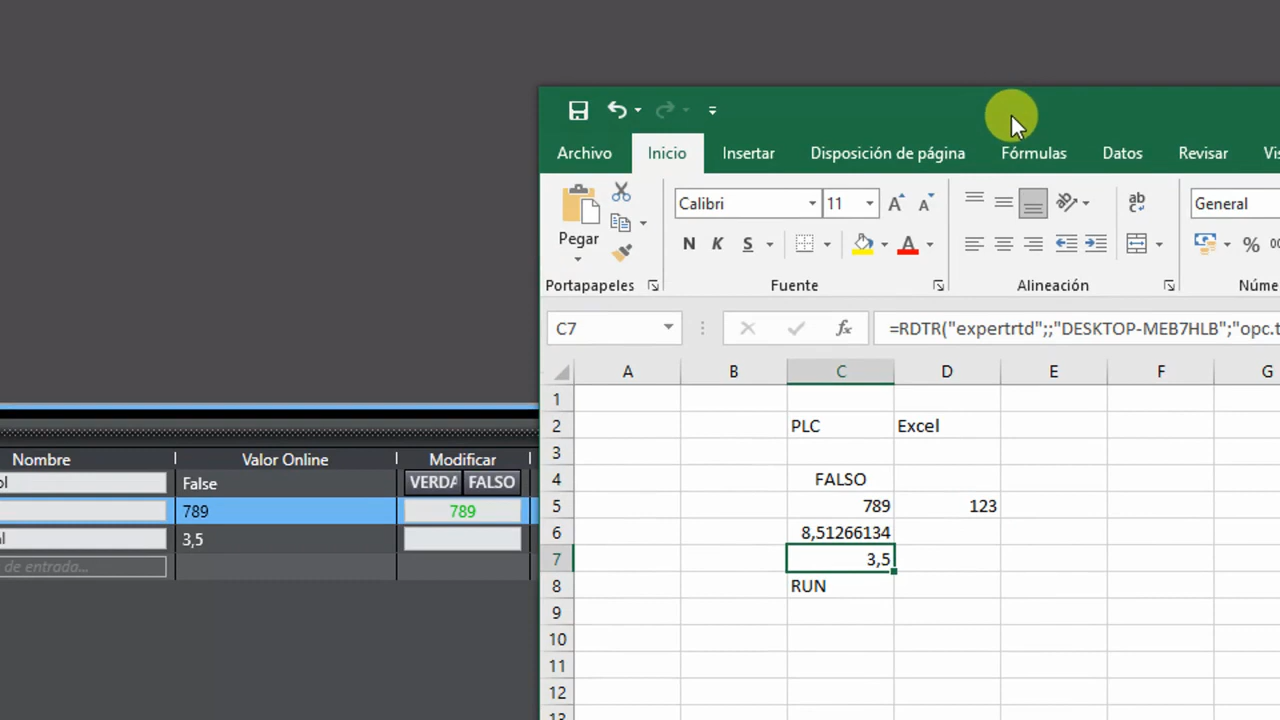 Archivo Inicio Insertar Disposición de página Fórmulas Datos Revisar
Calibri 11 General
Pegar N K S A %
Portapapeles Fuente Alineación
C7 fx =RDTR("expertrtd";;"DESKTOP-MEB7HLB";"opc.t
A B C D E F G
1
2 PLC Excel
3
4 FALSO
5 789 123
6 8,51266134
7 3,5
8 RUN
9
10
11
12
13
Nombre Valor Online Modificar
False VERDA FALSO
789 789
3,5
de entrada...